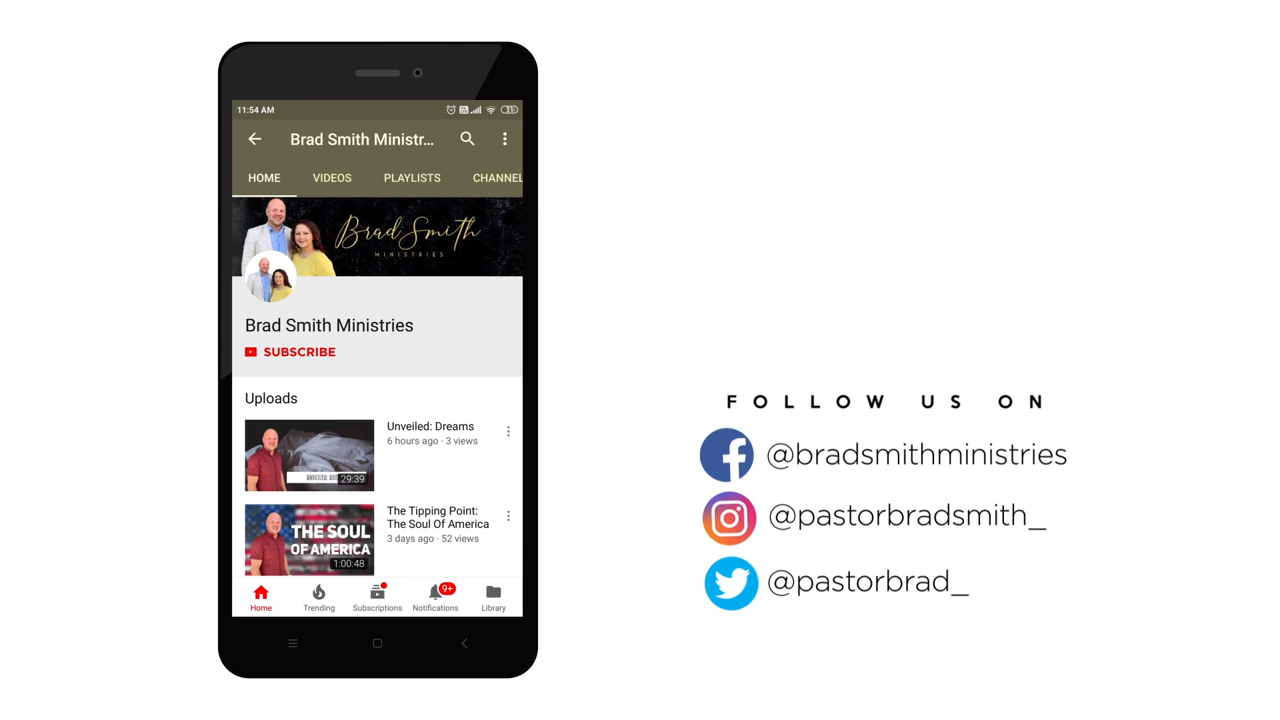 11:54 AM
Brad Smith Ministr...
HOME VIDEOS PLAYLISTS CHANNEL
Brad Smith
MINISTRIES
Brad Smith Ministries
SUBSCRIBE
Uploads
Unveiled: Dreams
6 hours ago · 3 views
29:39
The Tipping Point:
The Soul Of America
3 days ago · 52 views
THE SOUL
OF AMERICA
1:00:48
9+
Home Trending Subscriptions Notifications Library
FOLLOW US ON
@bradsmithministries
@pastorbradsmith_
@pastorbrad_